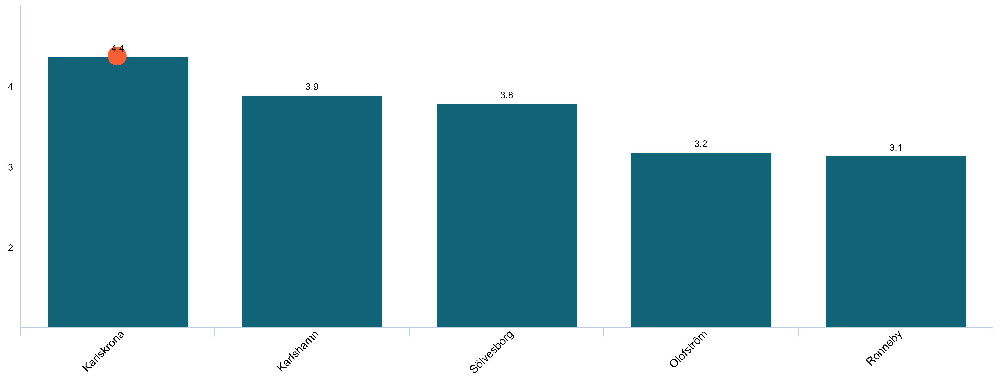 4.4
3.9
3.8
3.2
3.1
4
3
2
Karlskrona
Karlshamn
Sölvesborg
Olofström
Ronneby